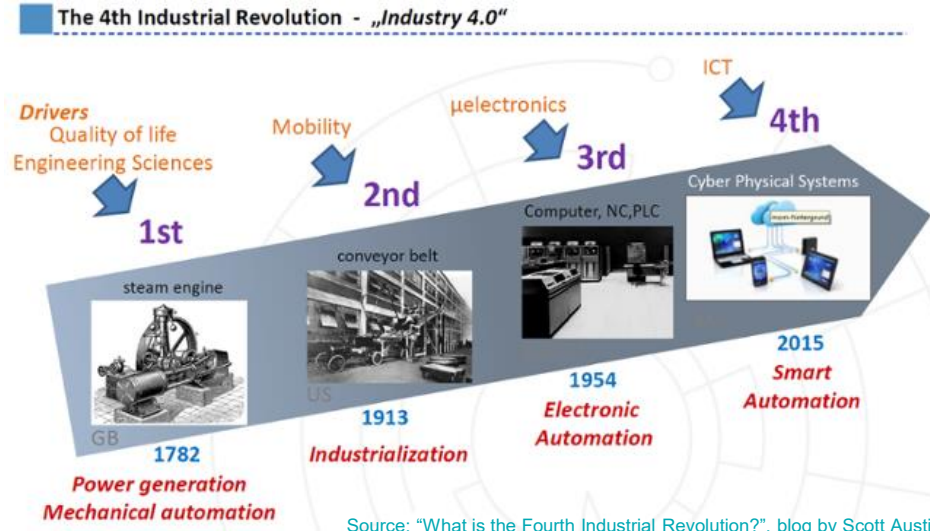 The 4th Industrial Revolution - „Industry 4.0“
Drivers
Quality of life
Engineering Sciences
1st
steam engine
GB
1782
Power generation
Mechanical automation
Mobility
2nd
conveyor belt
US
1913
Industrialization
µelectronics
3rd
Computer, NC,PLC
1954
Electronic
Automation
ICT
4th
Cyber Physical Systems
2015
Smart
Automation
Source: “What is the Fourth Industrial Revolution?”, blog by Scott